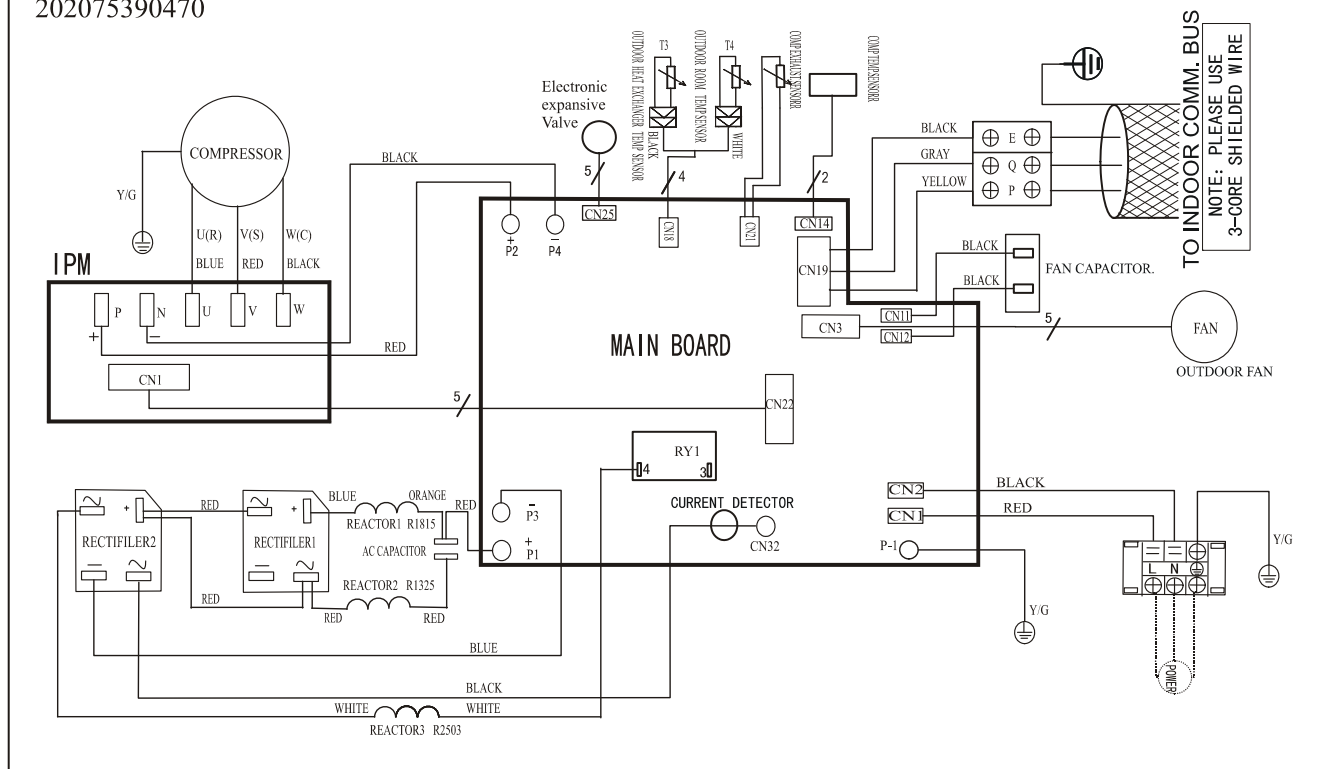 202075390470
COMPRESSOR
Y/G
U(R)
V(S)
W(C)
BLUE
RED
BLACK
IPM
P
N
U
V
W
+
−
CN1
BLACK
RED
5
Electronic
expansive
Valve
5
CN25
OUTDOOR HEAT EXCHANGER TEMP SENSOR
T3
BLACK
OUTDOOR ROOM TEMPSENSOR
T4
WHITE
4
CN18
COMP EXHAUST SENSORR
CN21
COMPTEMPSENSORR
2
CN14
+
P2
−
P4
MAIN BOARD
CN19
BLACK
GRAY
YELLOW
E
Q
P
TO INDOOR COMM. BUS
NOTE: PLEASE USE
3-CORE SHIELDED WIRE
BLACK
BLACK
FAN CAPACITOR.
CN11
CN12
CN3
5
FAN
OUTDOOR FAN
CN22
RY1
4
3
CURRENT DETECTOR
CN32
−
P3
+
P1
CN2
CN1
P-1
BLACK
RED
Y/G
L
N
POWER
Y/G
RECTIFILER2
+
−
RED
RED
RECTIFILER1
+
−
BLUE
ORANGE
REACTOR1 R1815
RED
AC CAPACITOR
REACTOR2 R1325
RED
RED
BLUE
BLACK
WHITE
WHITE
REACTOR3 R2503